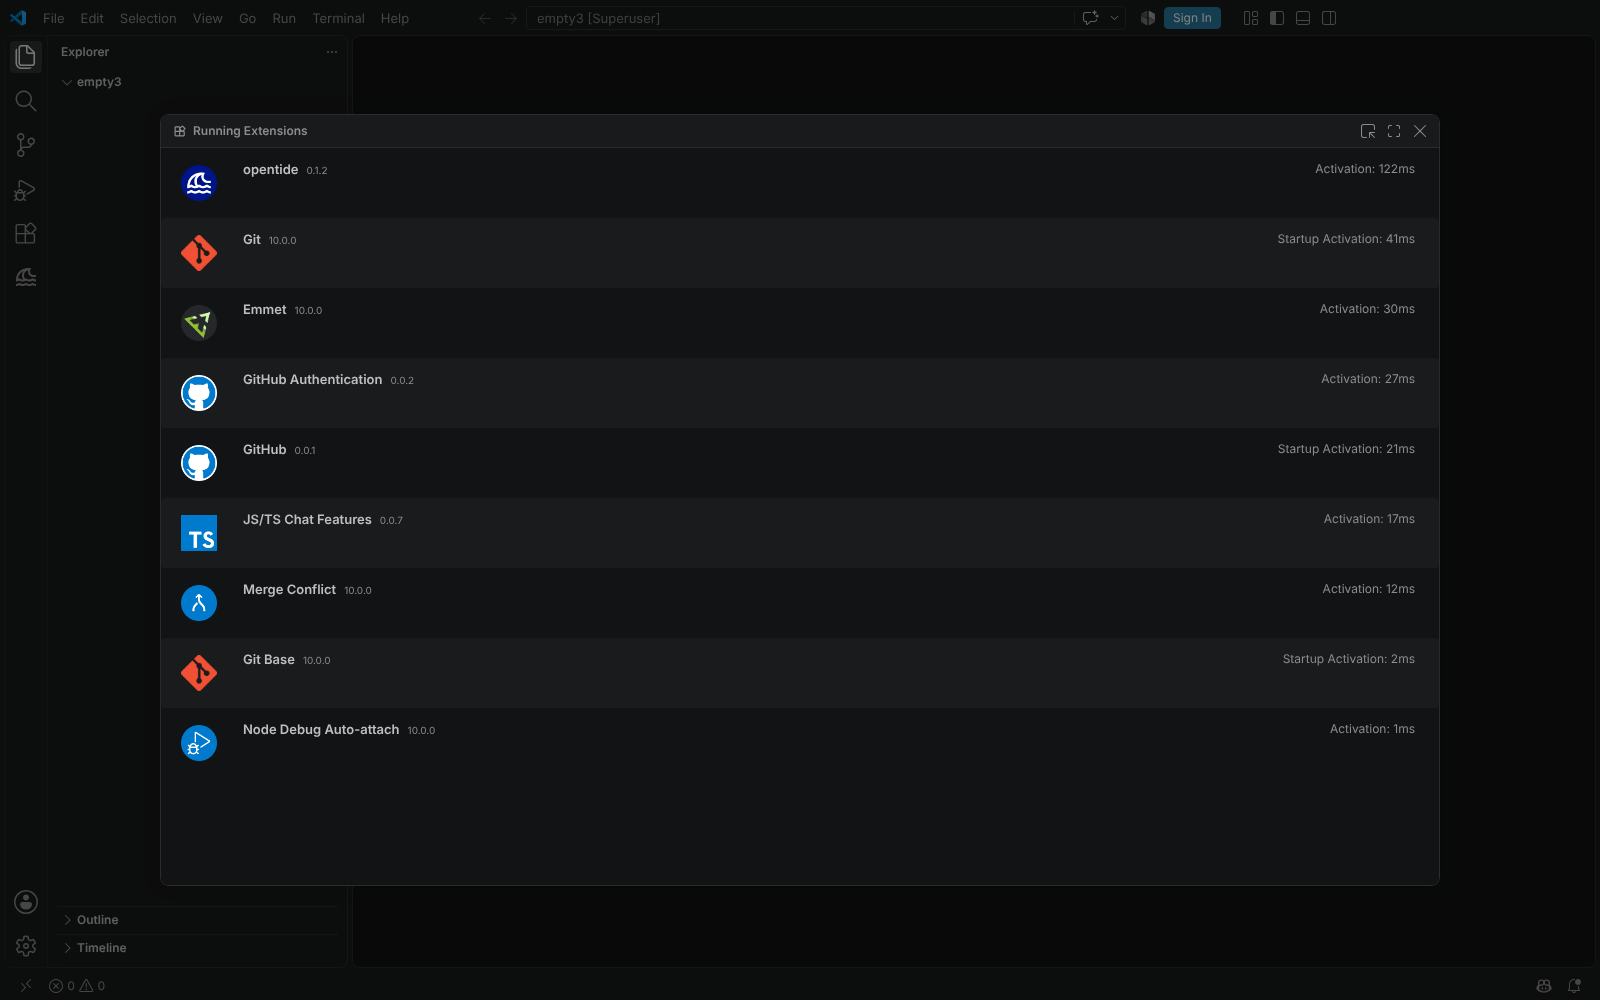 File Edit Selection View Go Run Terminal Help
empty3 [Superuser]
Sign In
Explorer
empty3
Running Extensions
opentide 0.1.2 Activation: 122ms
Git 10.0.0 Startup Activation: 41ms
Emmet 10.0.0 Activation: 30ms
GitHub Authentication 0.0.2 Activation: 27ms
GitHub 0.0.1 Startup Activation: 21ms
JS/TS Chat Features 0.0.7 Activation: 17ms
TS
Merge Conflict 10.0.0 Activation: 12ms
Git Base 10.0.0 Startup Activation: 2ms
Node Debug Auto-attach 10.0.0 Activation: 1ms
Outline
Timeline
0 0